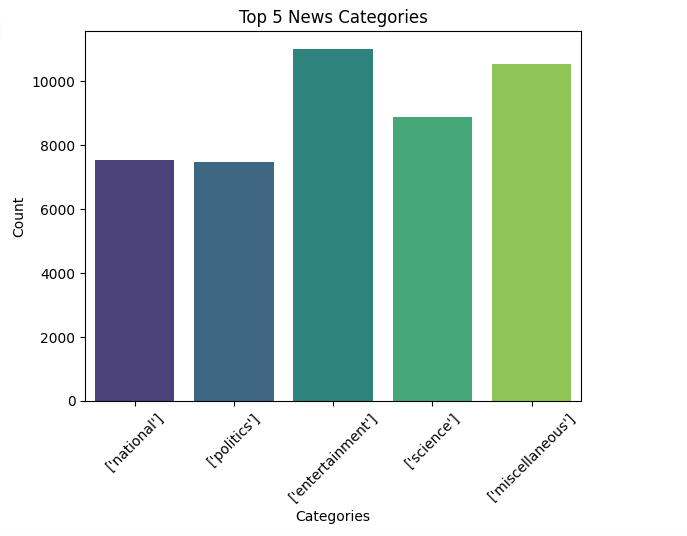 Top 5 News Categories
Count
10000
8000
6000
4000
2000
0
['national']
['politics']
['entertainment']
['science']
['miscellaneous']
Categories